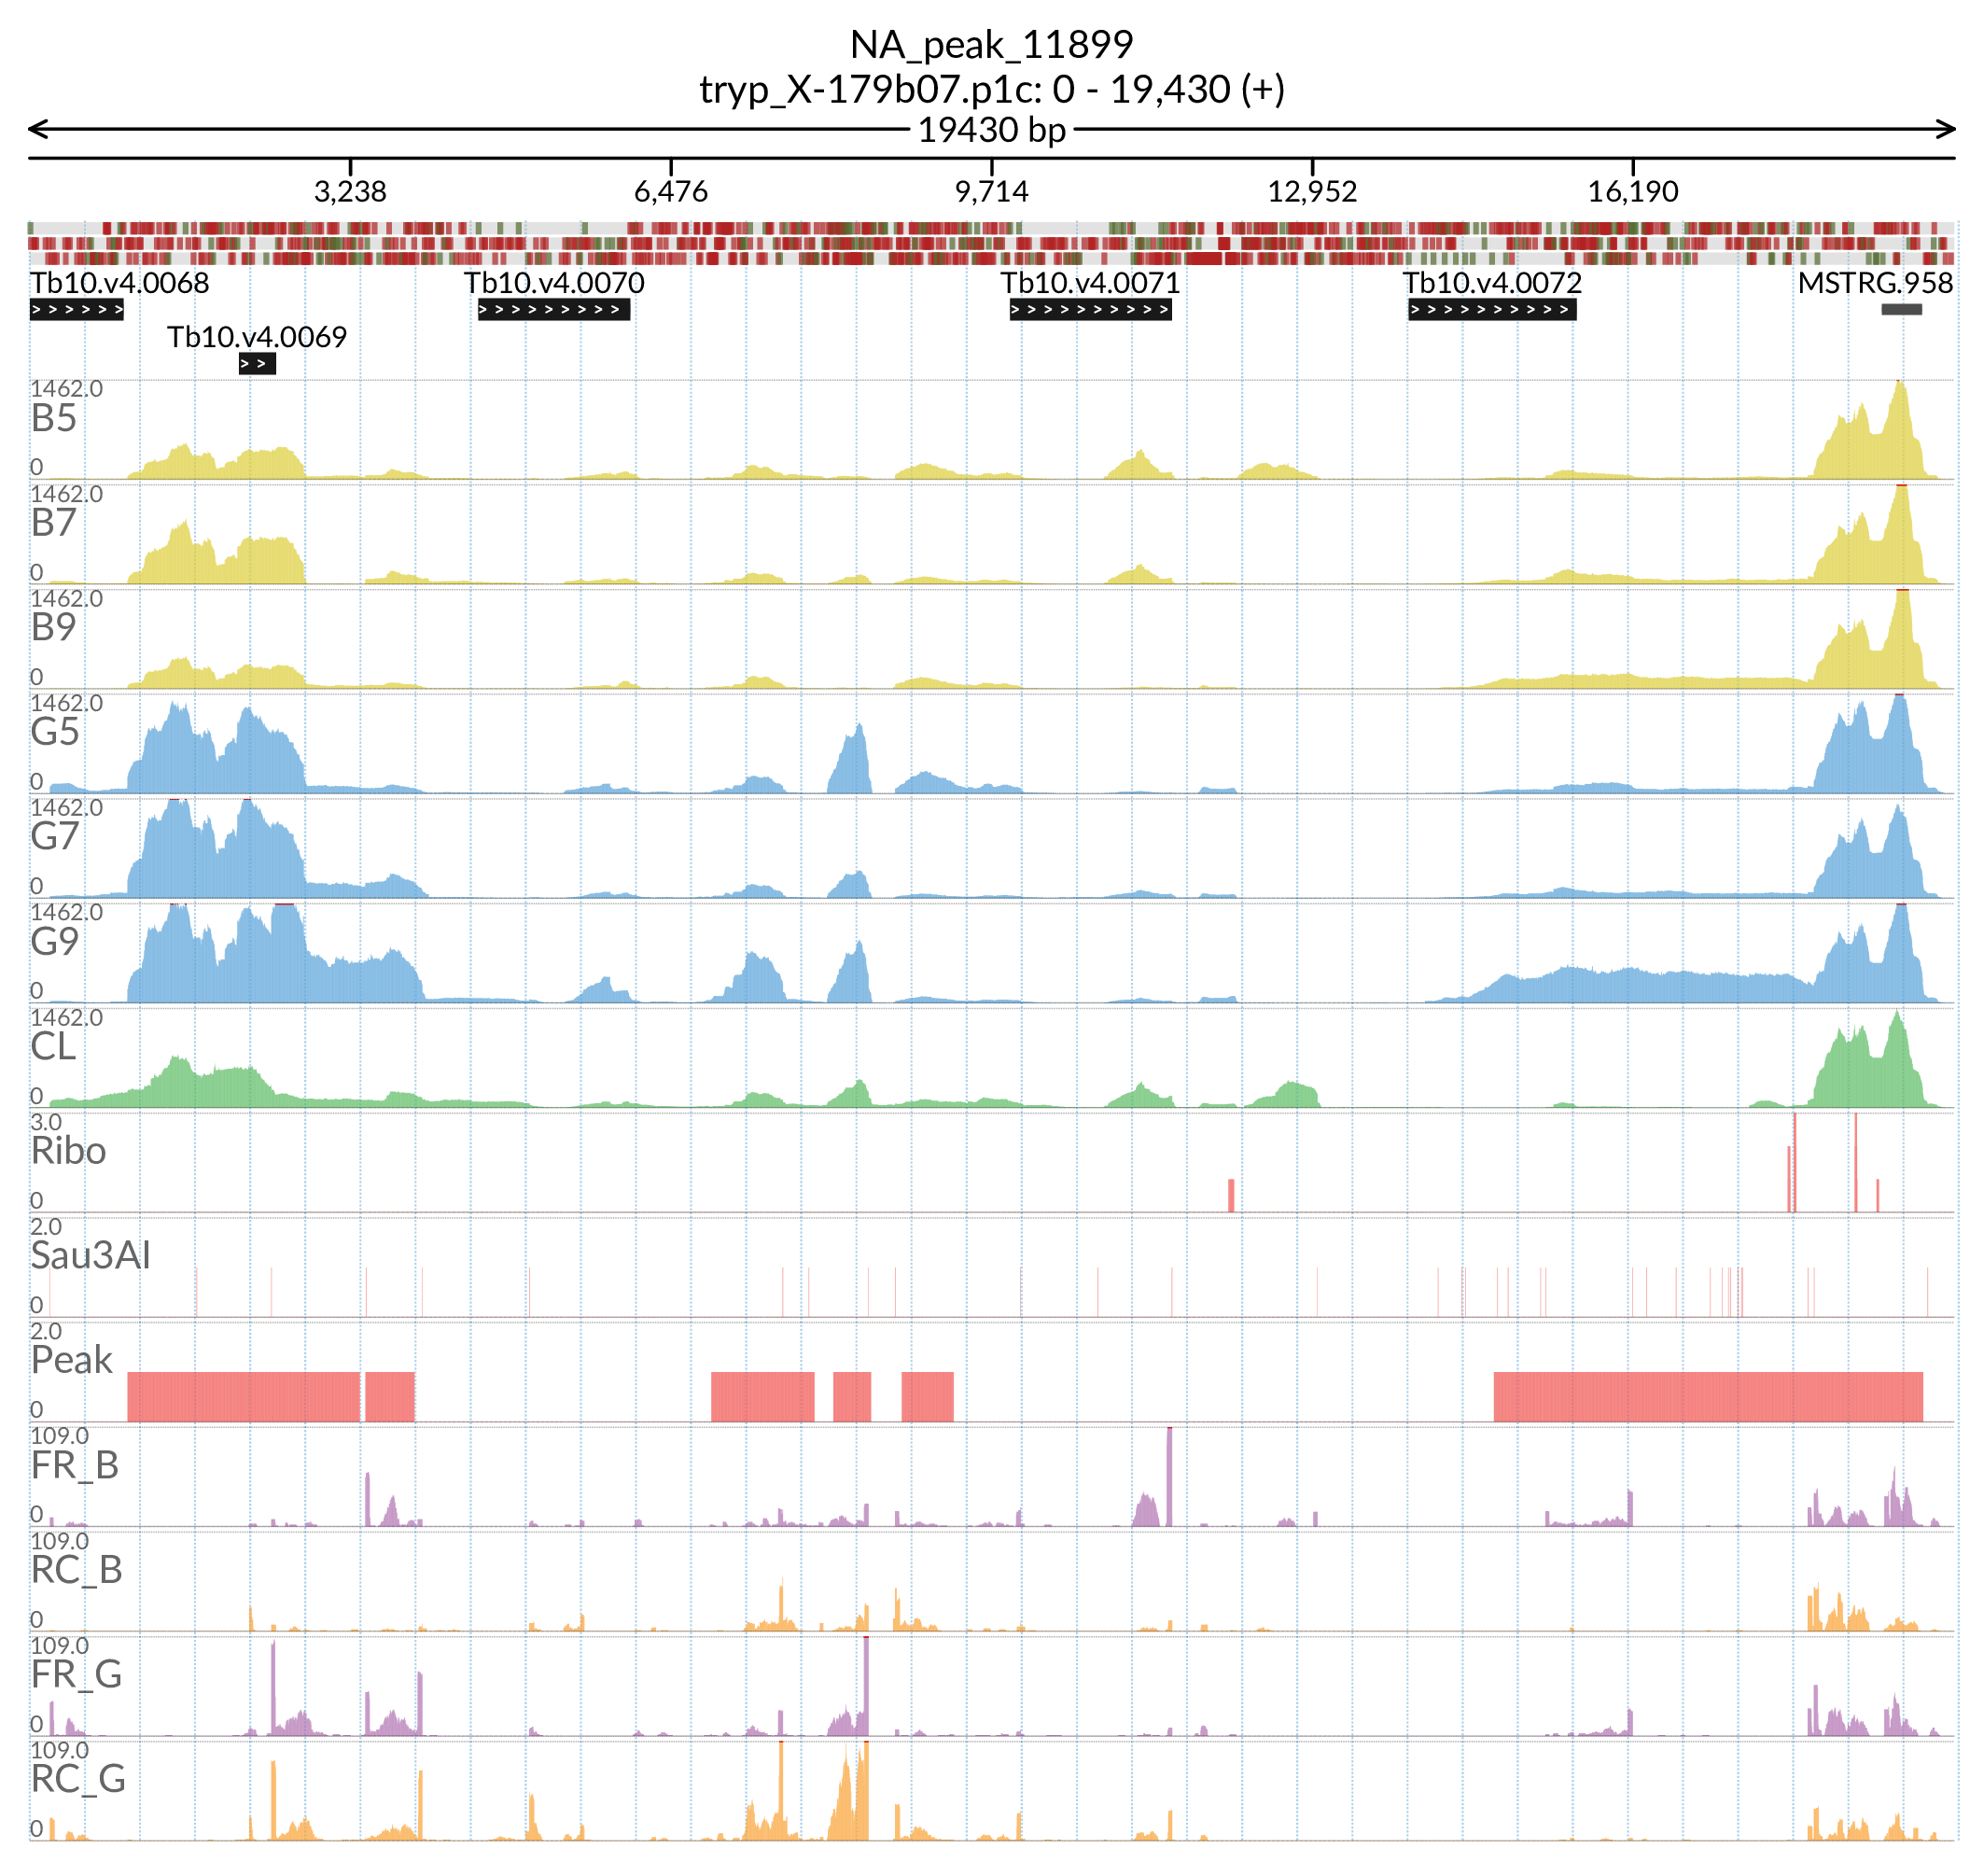 NA_peak_11899
tryp_X-179b07.p1c: 0 - 19,430 (+)
19430 bp
3,238 6,476 9,714 12,952 16,190
Tb10.v4.0068 Tb10.v4.0070 Tb10.v4.0071 Tb10.v4.0072 MSTRG.958
Tb10.v4.0069
1462.0
B5
0
1462.0
B7
0
1462.0
B9
0
1462.0
G5
0
1462.0
G7
0
1462.0
G9
0
1462.0
CL
0
3.0
Ribo
0
2.0
Sau3AI
0
2.0
Peak
0
109.0
FR_B
0
109.0
RC_B
0
109.0
FR_G
0
109.0
RC_G
0